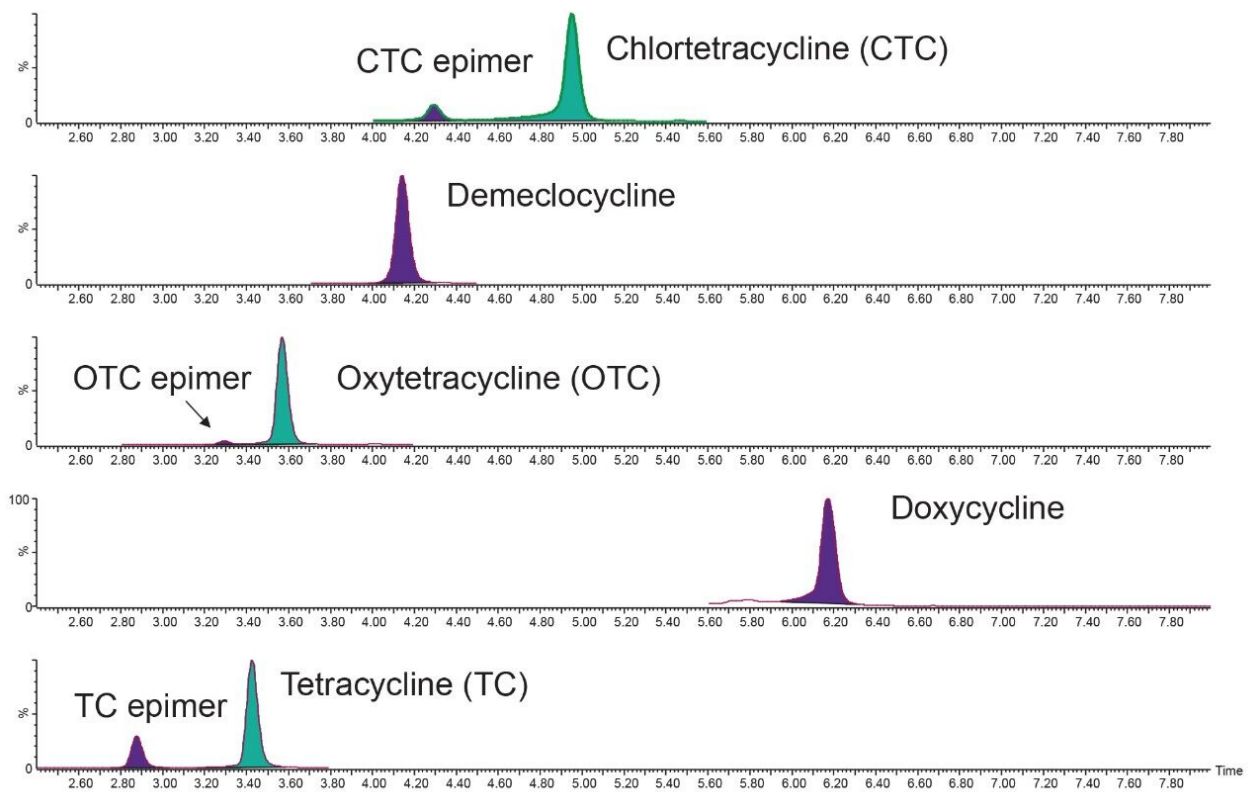 CTC epimer
Chlortetracycline (CTC)
%
0
2.60 2.80 3.00 3.20 3.40 3.60 3.80 4.00 4.20 4.40 4.60 4.80 5.00 5.20 5.40 5.60 5.80 6.00 6.20 6.40 6.60 6.80 7.00 7.20 7.40 7.60 7.80
Demeclocycline
%
0
2.60 2.80 3.00 3.20 3.40 3.60 3.80 4.00 4.20 4.40 4.60 4.80 5.00 5.20 5.40 5.60 5.80 6.00 6.20 6.40 6.60 6.80 7.00 7.20 7.40 7.60 7.80
OTC epimer
Oxytetracycline (OTC)
%
0
2.60 2.80 3.00 3.20 3.40 3.60 3.80 4.00 4.20 4.40 4.60 4.80 5.00 5.20 5.40 5.60 5.80 6.00 6.20 6.40 6.60 6.80 7.00 7.20 7.40 7.60 7.80
100
Doxycycline
%
0
2.60 2.80 3.00 3.20 3.40 3.60 3.80 4.00 4.20 4.40 4.60 4.80 5.00 5.20 5.40 5.60 5.80 6.00 6.20 6.40 6.60 6.80 7.00 7.20 7.40 7.60 7.80
TC epimer
Tetracycline (TC)
%
0
Time
2.60 2.80 3.00 3.20 3.40 3.60 3.80 4.00 4.20 4.40 4.60 4.80 5.00 5.20 5.40 5.60 5.80 6.00 6.20 6.40 6.60 6.80 7.00 7.20 7.40 7.60 7.80